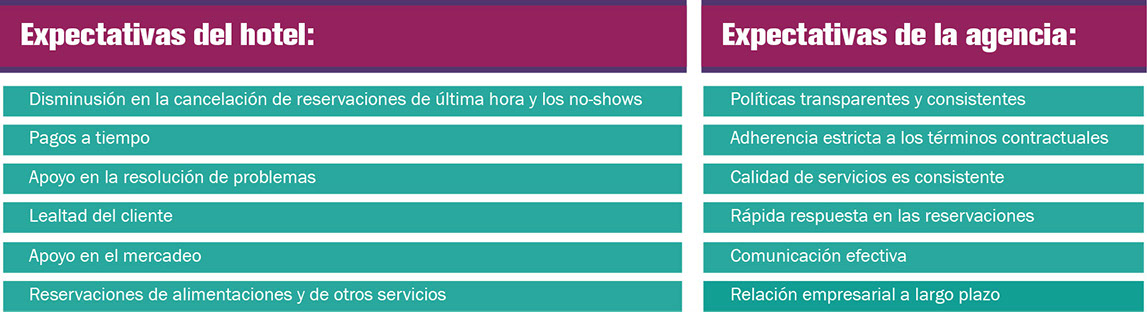 Expectativas del hotel:
Disminusión en la cancelación de reservaciones de última hora y los no-shows
Pagos a tiempo
Apoyo en la resolución de problemas
Lealtad del cliente
Apoyo en el mercadeo
Reservaciones de alimentaciones y de otros servicios
Expectativas de la agencia:
Políticas transparentes y consistentes
Adherencia estricta a los términos contractuales
Calidad de servicios es consistente
Rápida respuesta en las reservaciones
Comunicación efectiva
Relación empresarial a largo plazo